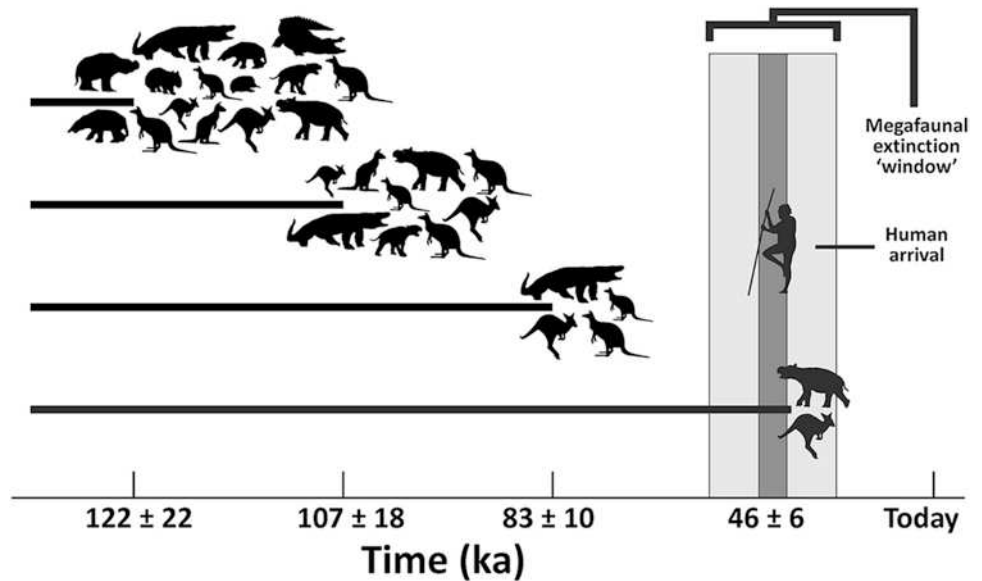 Megafaunal
extinction
‘window’
Human
arrival
122 ± 22
107 ± 18
83 ± 10
46 ± 6
Today
Time (ka)